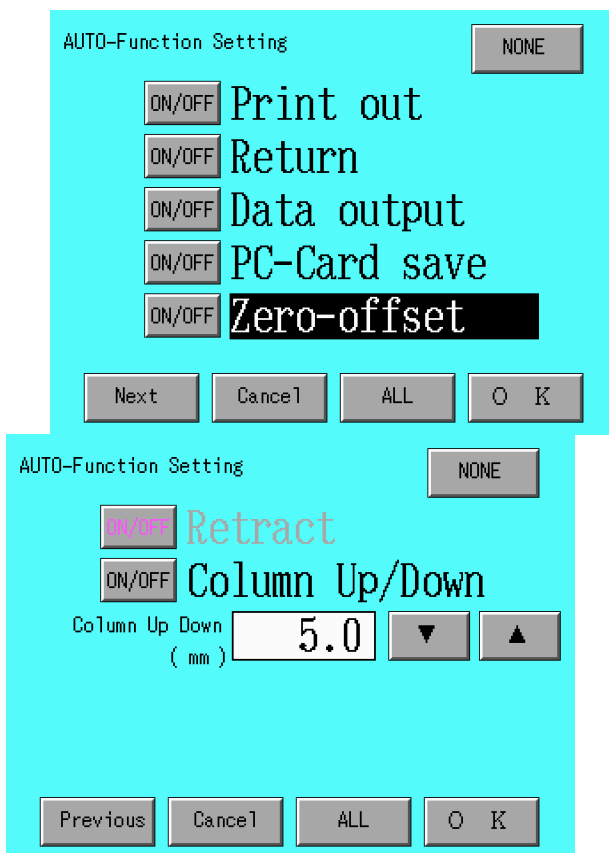 AUTO-Function Setting NONE
ON/OFF Print out
ON/OFF Return
ON/OFF Data output
ON/OFF PC-Card save
ON/OFF Zero-offset
Next Cancel ALL O K
AUTO-Function Setting NONE
ON/OFF Retract
ON/OFF Column Up/Down
Column Up Down 5.0 ▼ ▲
( mm )
Previous Cancel ALL O K